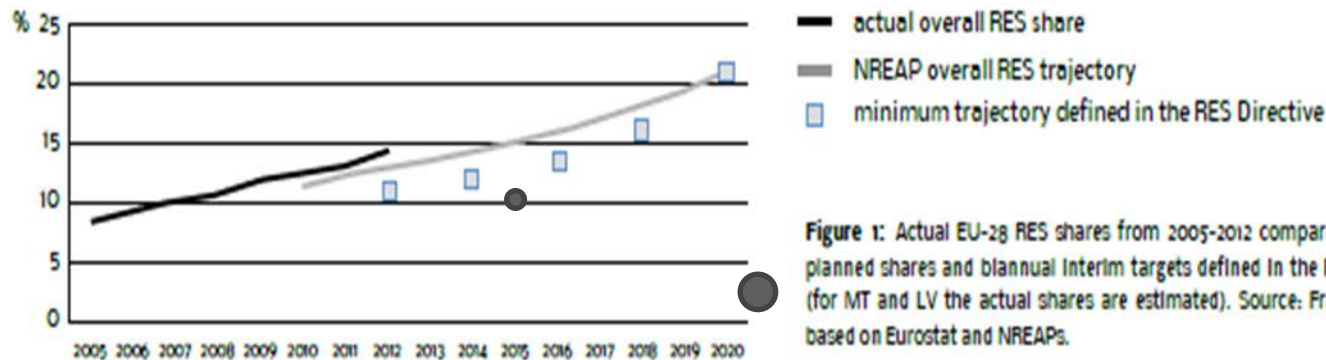 % 25
20
15
10
5
0
2005 2006 2007 2008 2009 2010 2011 2012 2013 2014 2015 2016 2017 2018 2019 2020
actual overall RES share
NREAP overall RES trajectory
minimum trajectory defined in the RES Directive
Figure 1: Actual EU-28 RES shares from 2005-2012
planned shares and biannual interim targets defined in the
(for MT and LV the actual shares are estimated). Source:
based on Eurostat and NREAPs.